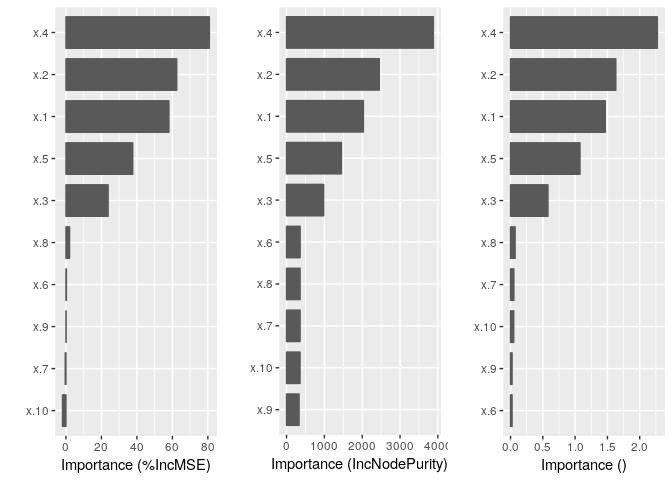 x.4
x.2
x.1
x.5
x.3
x.8
x.6
x.9
x.7
x.10
0 20 40 60 80
Importance (%IncMSE)
x.4
x.2
x.1
x.5
x.3
x.6
x.8
x.7
x.10
x.9
0 1000 2000 3000 4000
Importance (IncNodePurity)
x.4
x.2
x.1
x.5
x.3
x.8
x.7
x.10
x.9
x.6
0.0 0.5 1.0 1.5 2.0
Importance ()